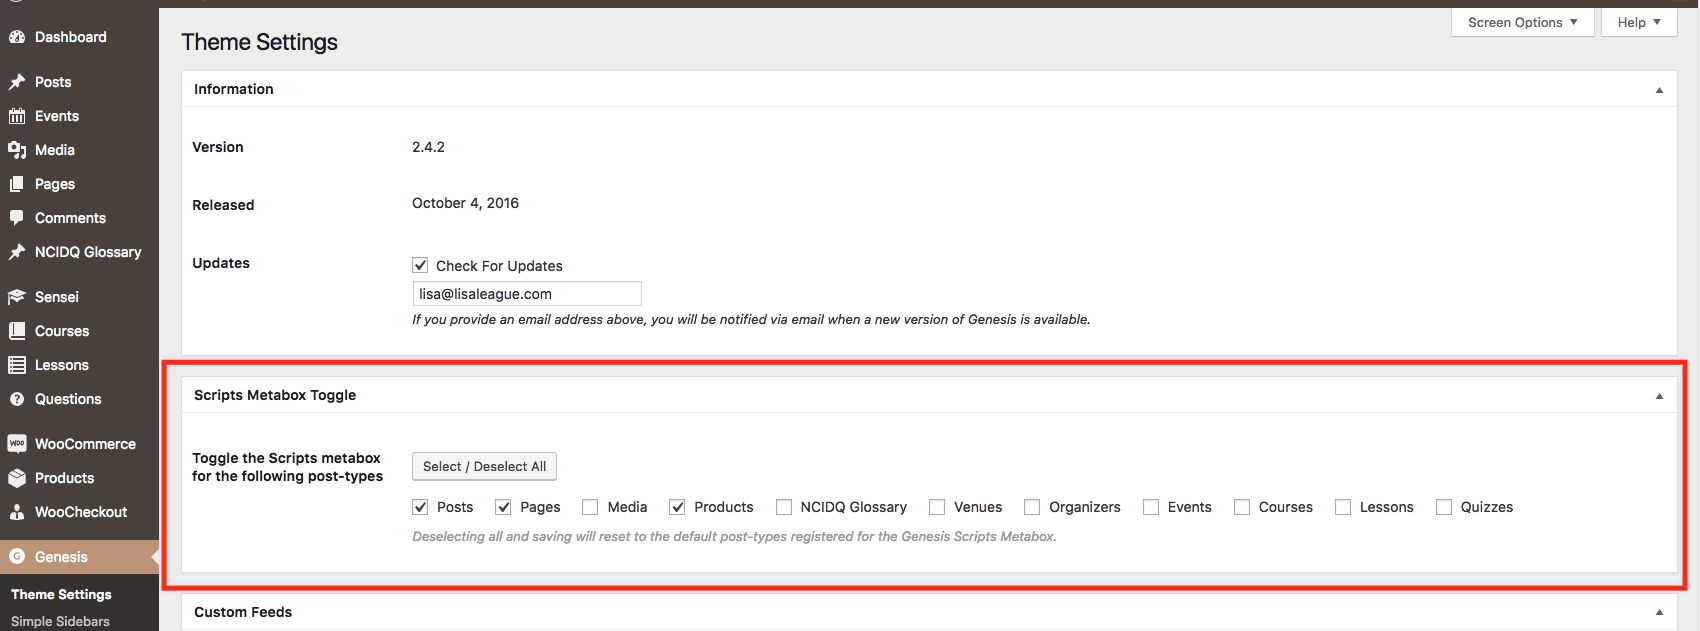 Screen Options
Help
Dashboard
Posts
Events
Media
Pages
Comments
NCIDQ Glossary
Sensei
Courses
Lessons
Questions
WooCommerce
Products
WooCheckout
Genesis
Theme Settings
Simple Sidebars
Theme Settings
Information
Version 2.4.2
Released October 4, 2016
Updates Check For Updates
lisa@lisaleague.com
If you provide an email address above, you will be notified via email when a new version of Genesis is available.
Scripts Metabox Toggle
Toggle the Scripts metabox
for the following post-types
Select / Deselect All
Posts Pages Media Products NCIDQ Glossary Venues Organizers Events Courses Lessons Quizzes
Deselecting all and saving will reset to the default post-types registered for the Genesis Scripts Metabox.
Custom Feeds